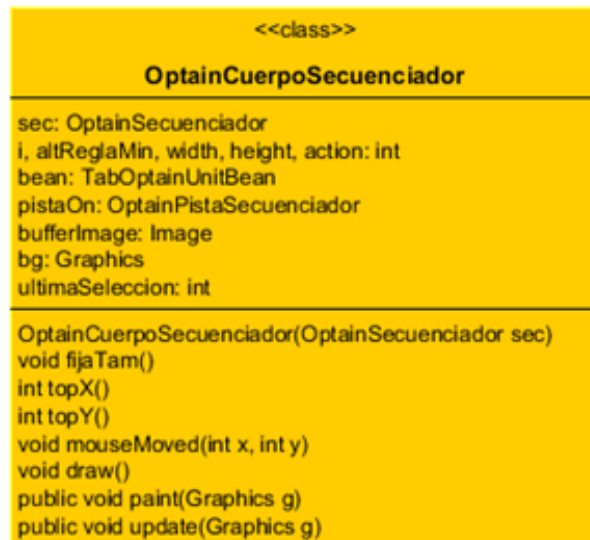 <<class>>
OptainCuerpoSecuenciador
sec: OptainSecuenciador
i, altReglaMin, width, height, action: int
bean: TabOptainUnitBean
pistaOn: OptainPistaSecuenciador
bufferImage: Image
bg: Graphics
ultimaSeleccion: int
OptainCuerpoSecuenciador(OptainSecuenciador sec)
void fijaTam()
int topX()
int topY()
void mouseMoved(int x, int y)
void draw()
public void paint(Graphics g)
public void update(Graphics g)